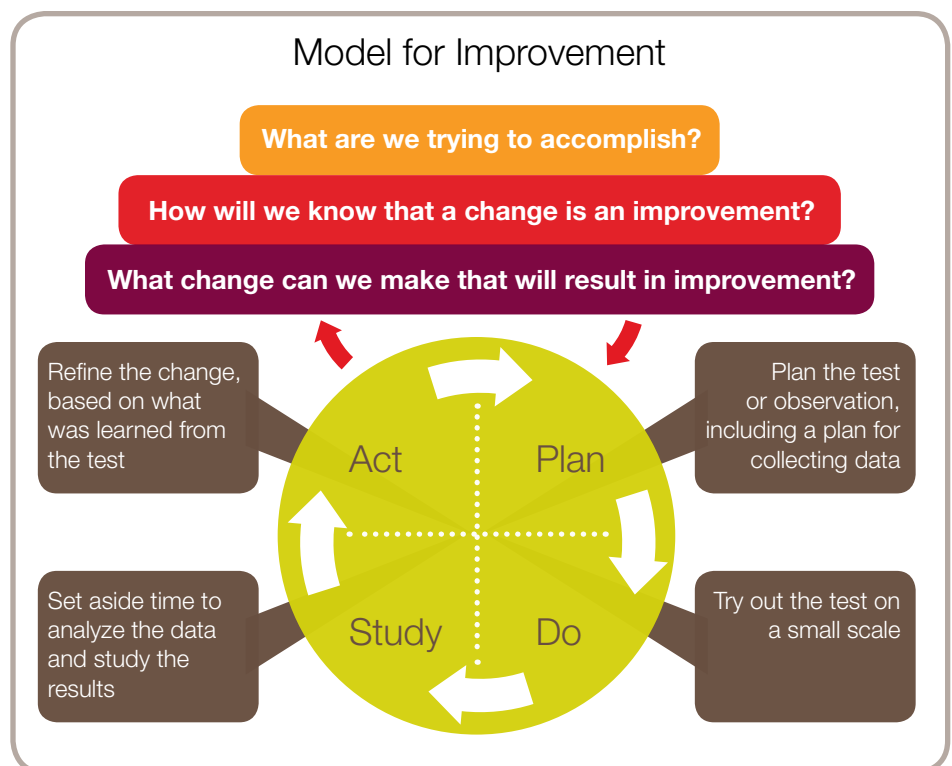 Model for Improvement
What are we trying to accomplish?
How will we know that a change is an improvement?
What change can we make that will result in improvement?
Refine the change,
based on what
was learned from
the test
Plan the test
or observation,
including a plan for
collecting data
Act
Plan
Study
Do
Set aside time to
analyze the data
and study the
results
Try out the test on
a small scale